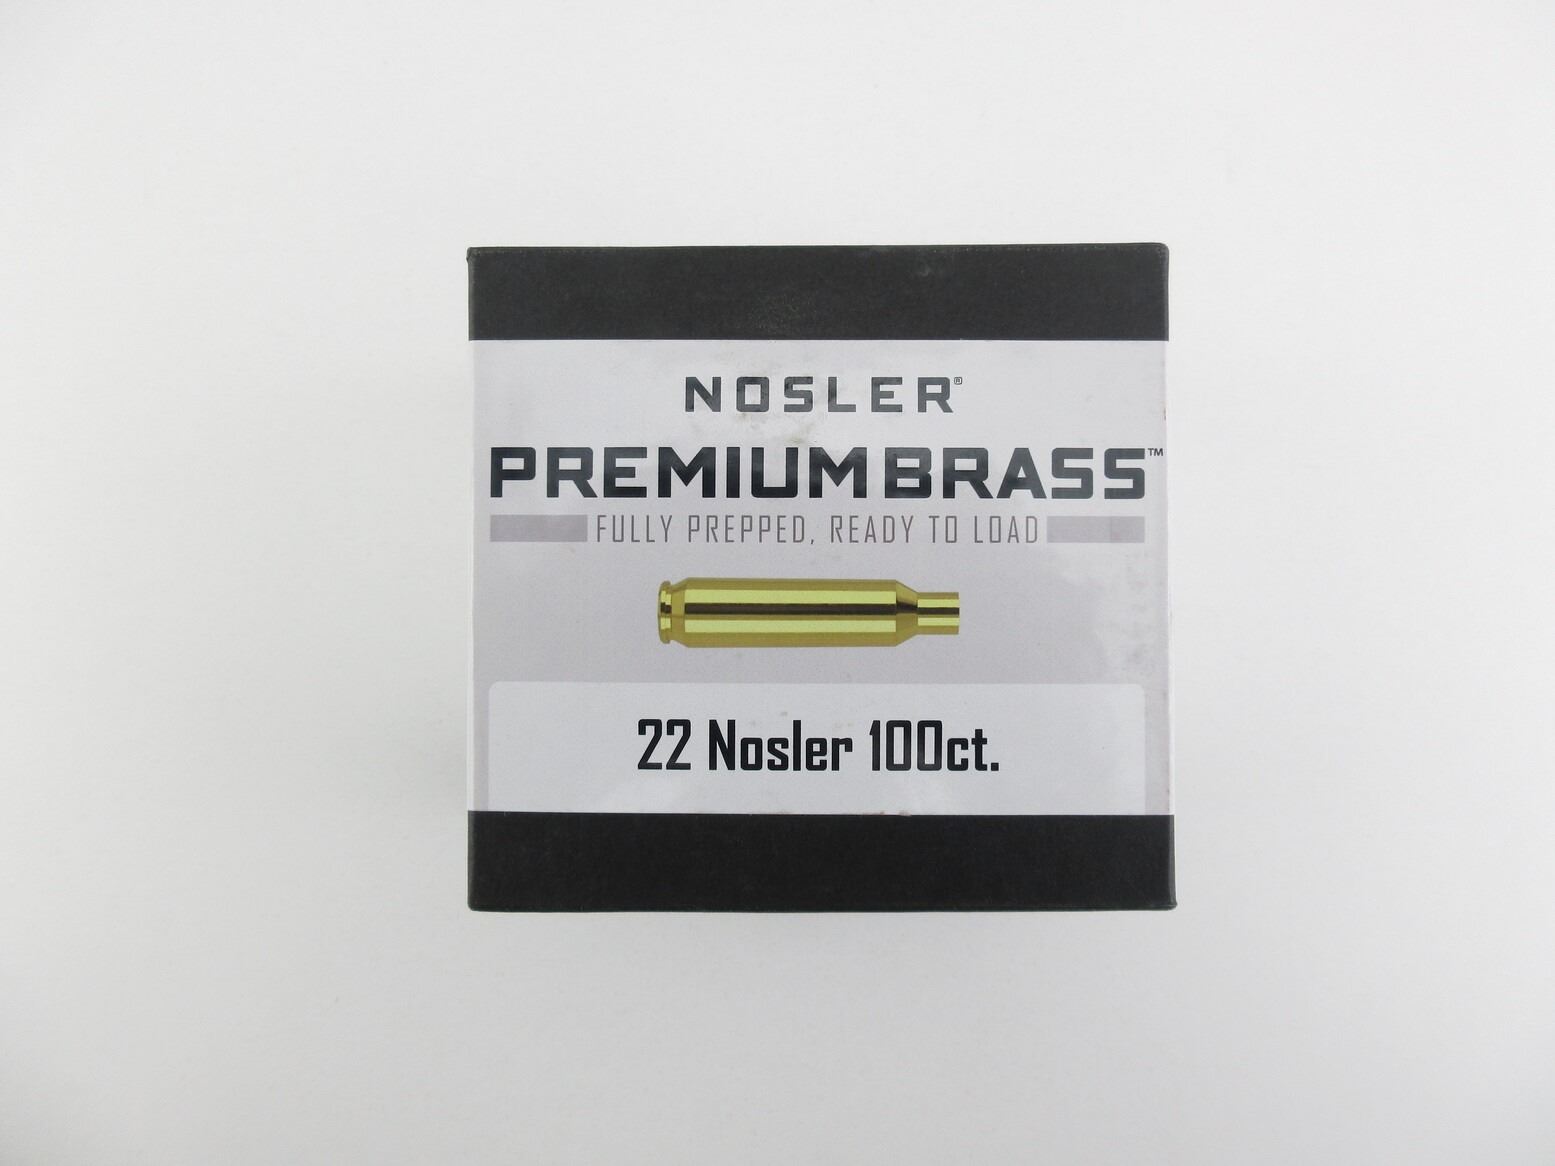 NOSLER®
PREMIUM BRASS™
FULLY PREPPED, READY TO LOAD
22 Nosler 100ct.